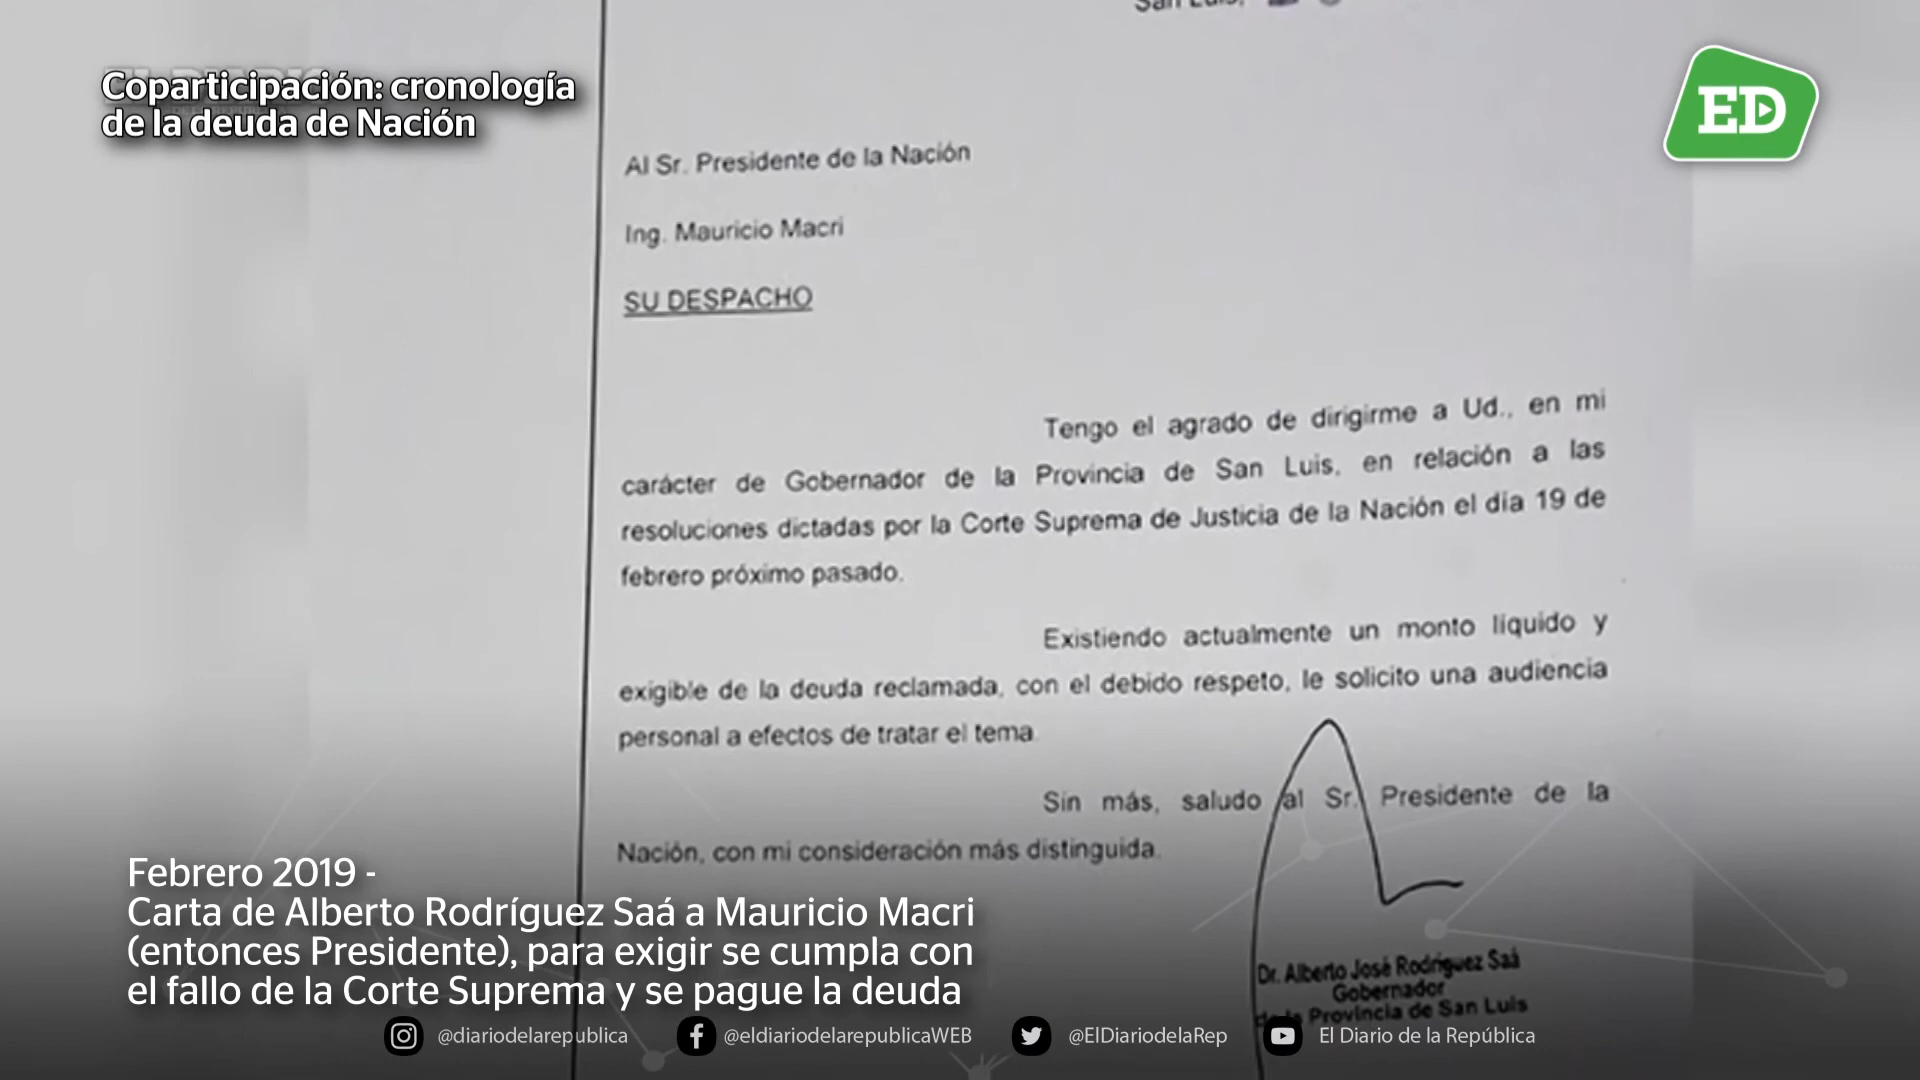 San Luis,
Coparticipación: cronología
de la deuda de Nación
ED
Al Sr. Presidente de la Nación
Ing. Mauricio Macri
SU DESPACHO
Tengo el agrado de dirigirme a Ud., en mi
carácter de Gobernador de la Provincia de San Luis, en relación a las
resoluciones dictadas por la Corte Suprema de Justicia de la Nación el día 19 de
febrero próximo pasado.
Existiendo actualmente un monto líquido y
exigible de la deuda reclamada, con el debido respeto, le solicito una audiencia
personal a efectos de tratar el tema.
Sin más, saludo al Sr. Presidente de la
Nación, con mi consideración más distinguida.
Febrero 2019 -
Carta de Alberto Rodríguez Saá a Mauricio Macri
(entonces Presidente), para exigir se cumpla con
el fallo de la Corte Suprema y se pague la deuda
Dr. Alberto José Rodríguez Saá
Gobernador
de la Provincia de San Luis
@diariodelarepublica
@eldiariodelarepublicaWEB
@ElDiariodelaRep
El Diario de la República